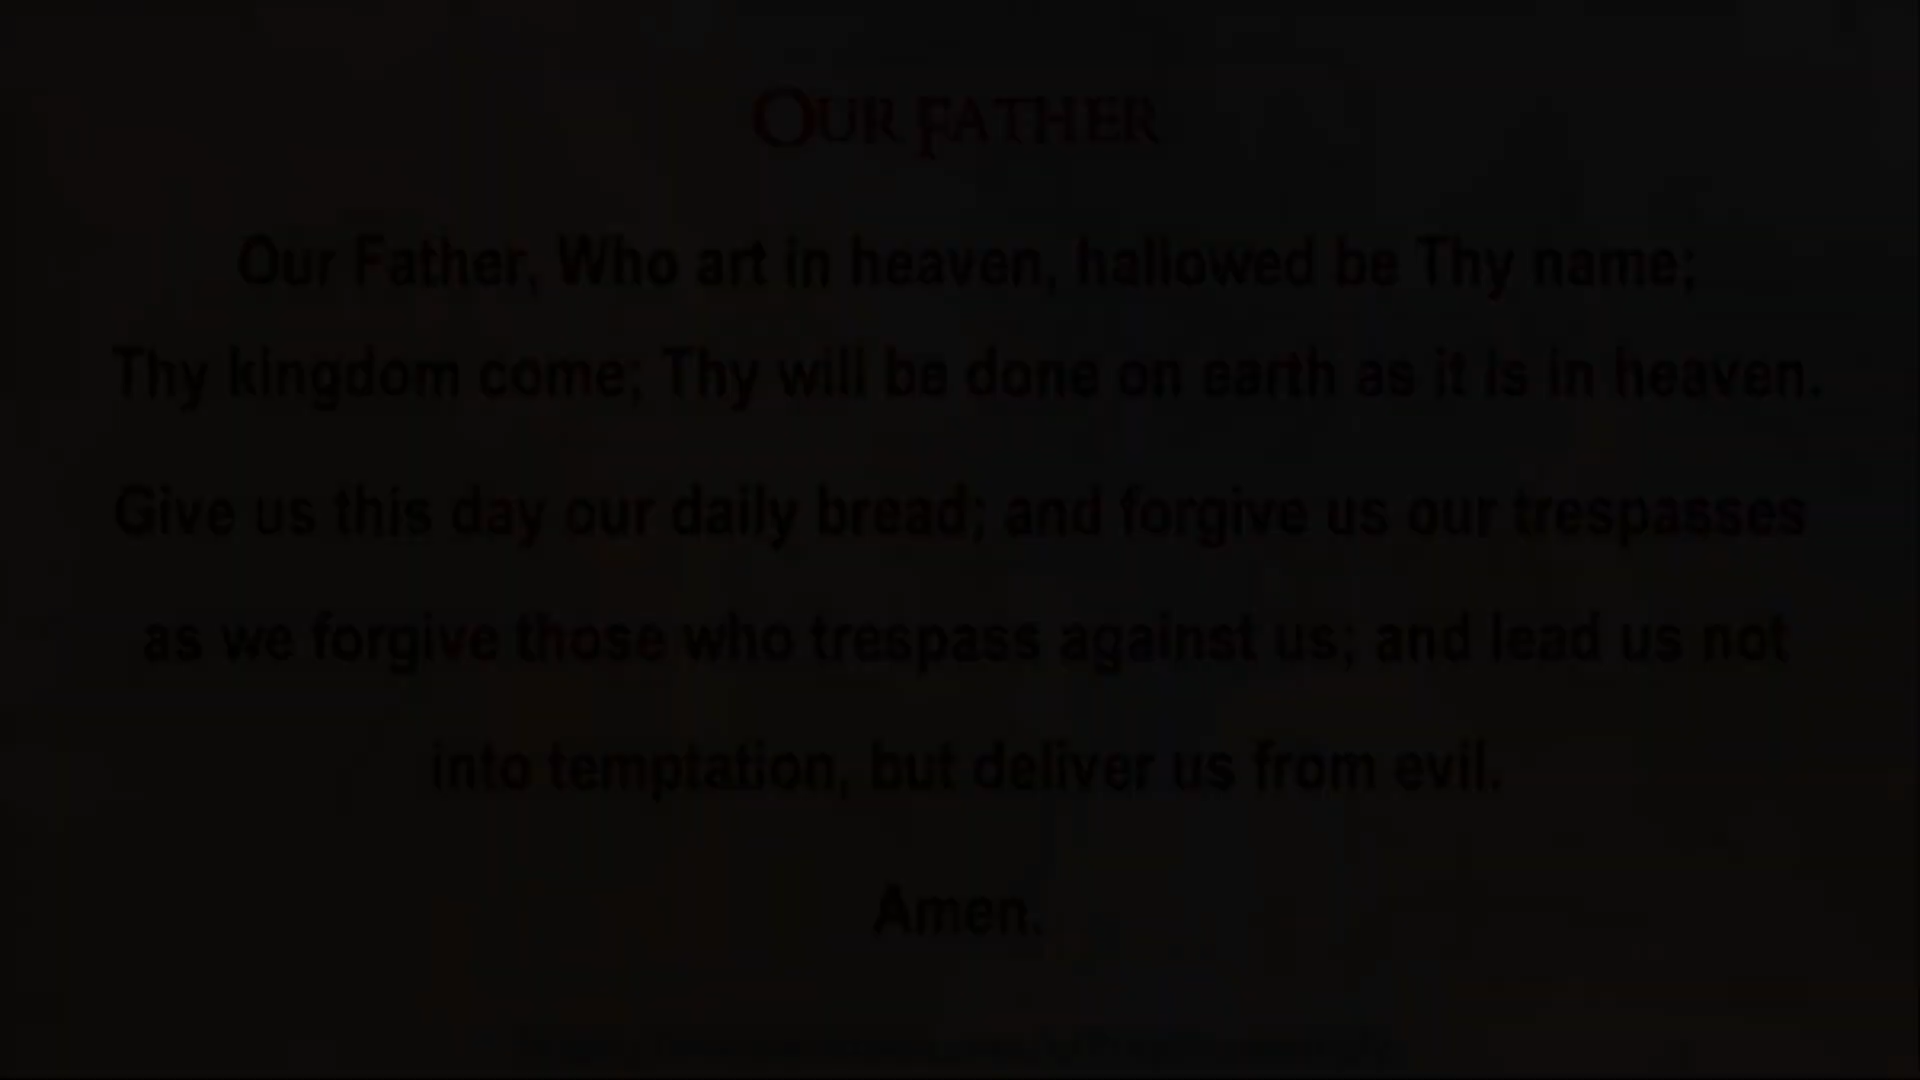 OUR FATHER
Our Father, Who art in heaven, hallowed be Thy name;
Thy kingdom come; Thy will be done on earth as it is in heaven.
Give us this day our daily bread; and forgive us our trespasses
as we forgive those who trespass against us; and lead us not
into temptation, but deliver us from evil.
Amen.